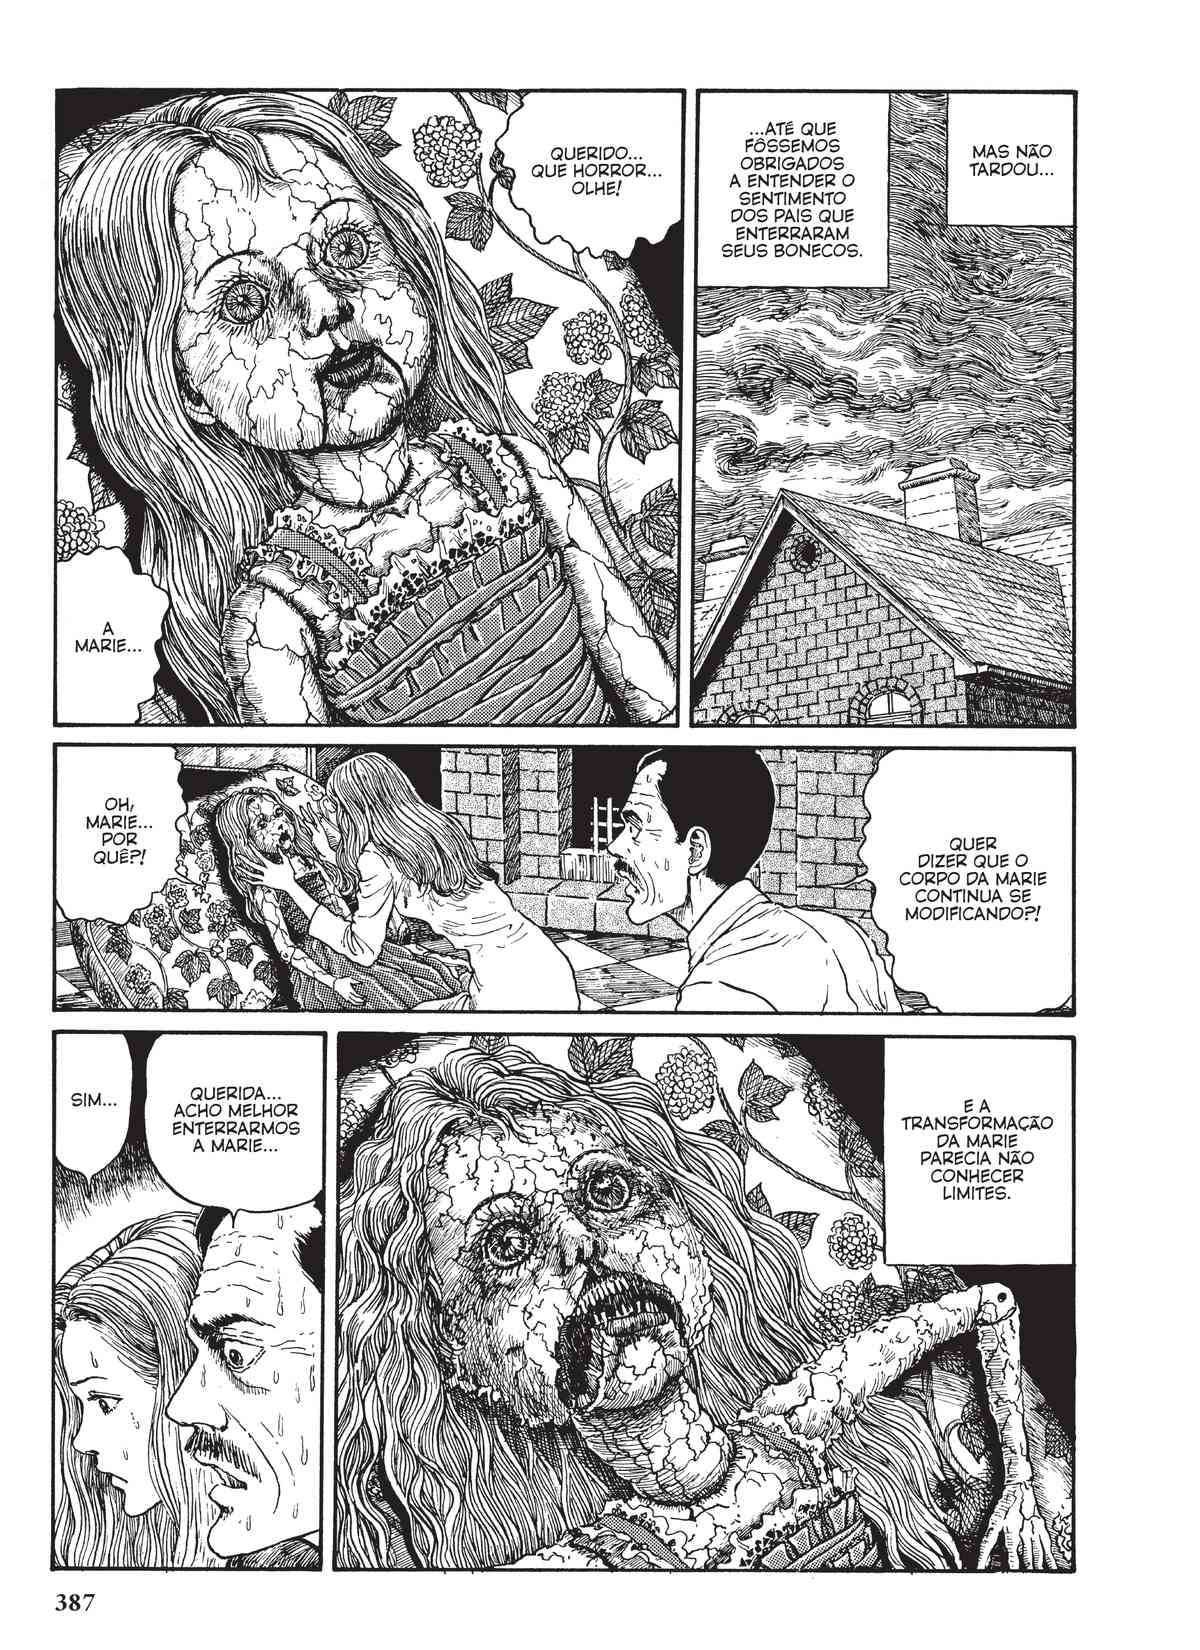 MAS NÃO
TARDOU...
...ATÉ QUE
FÔSSEMOS
OBRIGADOS
A ENTENDER O
SENTIMENTO
DOS PAIS QUE
ENTERRARAM
SEUS BONECOS.
QUERIDO...
QUE HORROR...
OLHE!
A
MARIE...
QUER
DIZER QUE O
CORPO DA MARIE
CONTINUA SE
MODIFICANDO?!
OH,
MARIE...
POR
QUÊ?!
E A
TRANSFORMAÇÃO
DA MARIE
PARECIA NÃO
CONHECER
LIMITES.
QUERIDA...
ACHO MELHOR
ENTERRARMOS
A MARIE...
SIM...
387